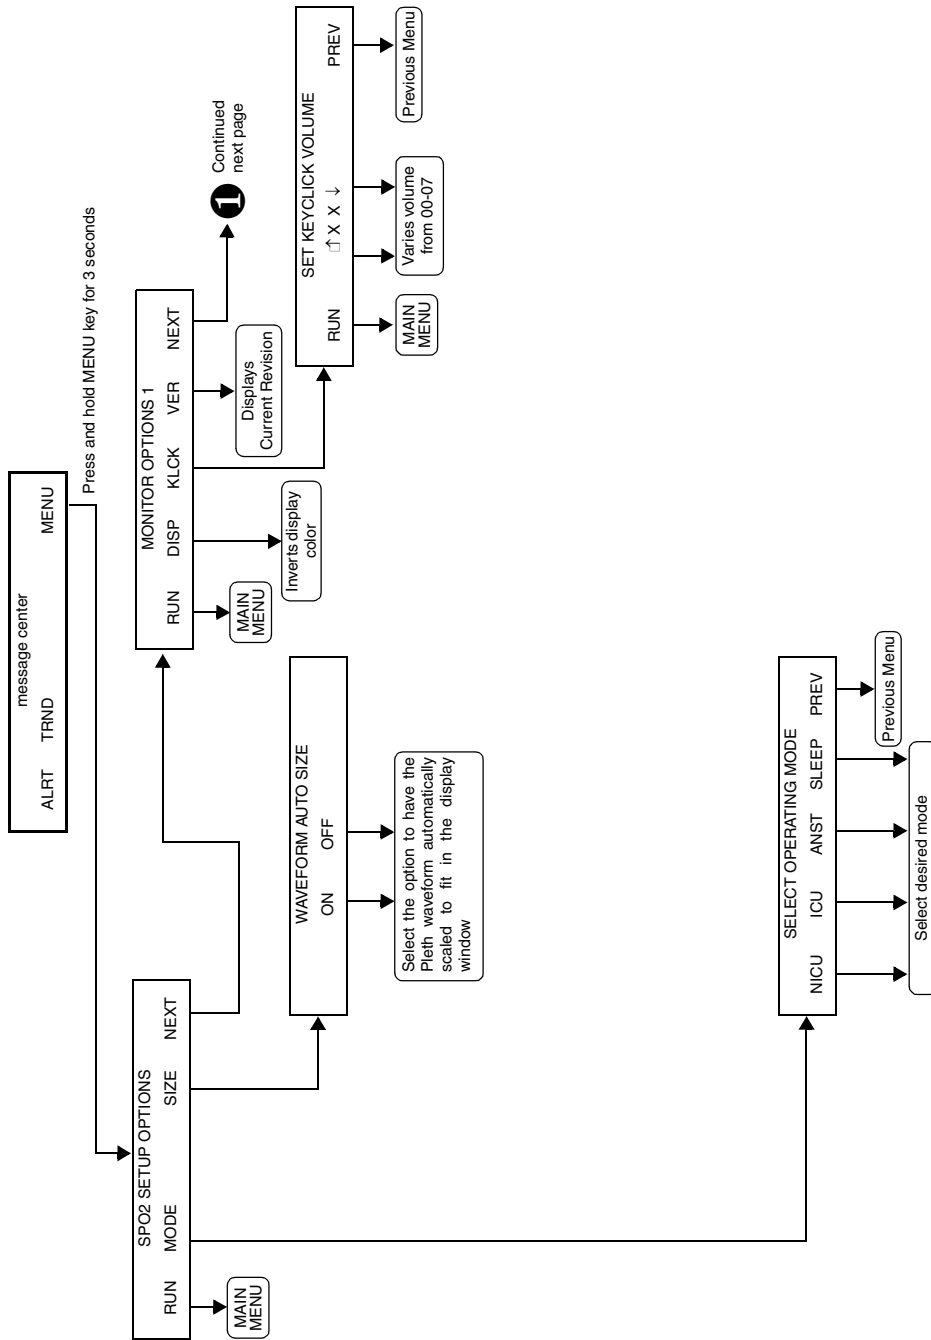 message center
ALRT TRND MENU
Press and hold MENU key for 3 seconds
SPO2 SETUP OPTIONS
RUN MODE SIZE NEXT
MAIN
MENU
MONITOR OPTIONS 1
RUN DISP KLCK VER NEXT
MAIN
MENU
Inverts display
color
Displays
Current Revision
1
Continued
next page
WAVEFORM AUTO SIZE
ON OFF
Select the option to have the
Pleth waveform automatically
scaled to fit in the display
window
SET KEYCLICK VOLUME
RUN □↑ X X ↓ PREV
MAIN
MENU
Varies volume
from 00-07
Previous Menu
SELECT OPERATING MODE
NICU ICU ANST SLEEP PREV
Previous Menu
Select desired mode